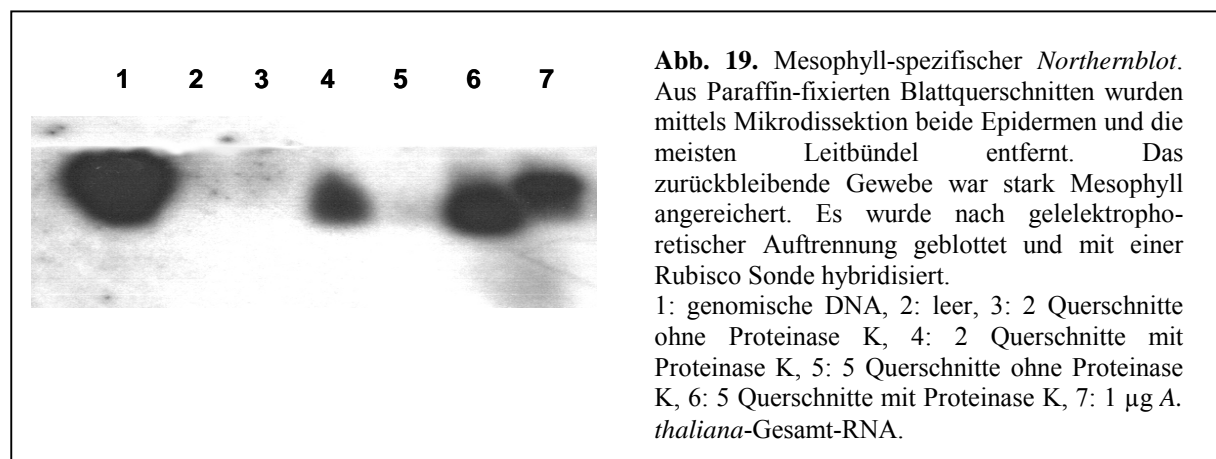 1 2 3 4 5 6 7
Abb. 19. Mesophyll-spezifischer Northernblot.
Aus Paraffin-fixierten Blattquerschnitten wurden
mittels Mikrodissektion beide Epidermen und die
meisten Leitbündel entfernt. Das
zurückbleibende Gewebe war stark Mesophyll
angereichert. Es wurde nach gelelektropho-
retischer Auftrennung geblottet und mit einer
Rubisco Sonde hybridisiert.
1: genomische DNA, 2: leer, 3: 2 Querschnitte
ohne Proteinase K, 4: 2 Querschnitte mit
Proteinase K, 5: 5 Querschnitte ohne Proteinase
K, 6: 5 Querschnitte mit Proteinase K, 7: 1 µg A.
thaliana-Gesamt-RNA.